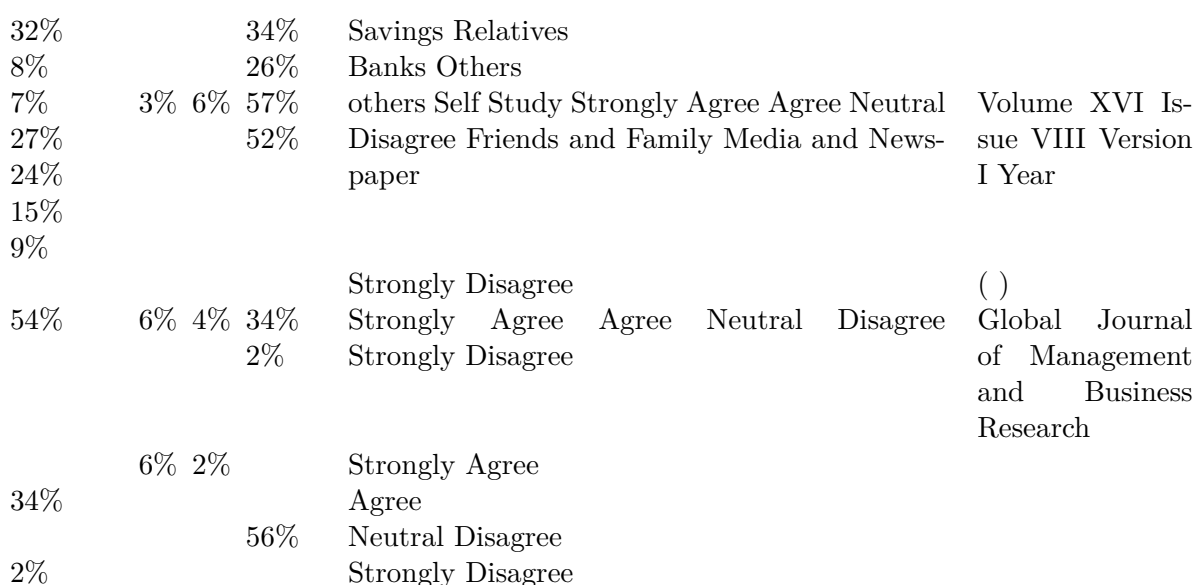 32% 34% Savings Relatives
8% 26% Banks Others
7% 3% 6% 57% others Self Study Strongly Agree Agree Neutral Volume XVI Is-
27% 52% Disagree Friends and Family Media and News- sue VIII Version
24% paper I Year
15%
9%
Strongly Disagree ( )
54% 6% 4% 34% Strongly Agree Agree Neutral Disagree Global Journal
2% Strongly Disagree of Management
and Business
Research
6% 2% Strongly Agree
34% Agree
56% Neutral Disagree
2% Strongly Disagree